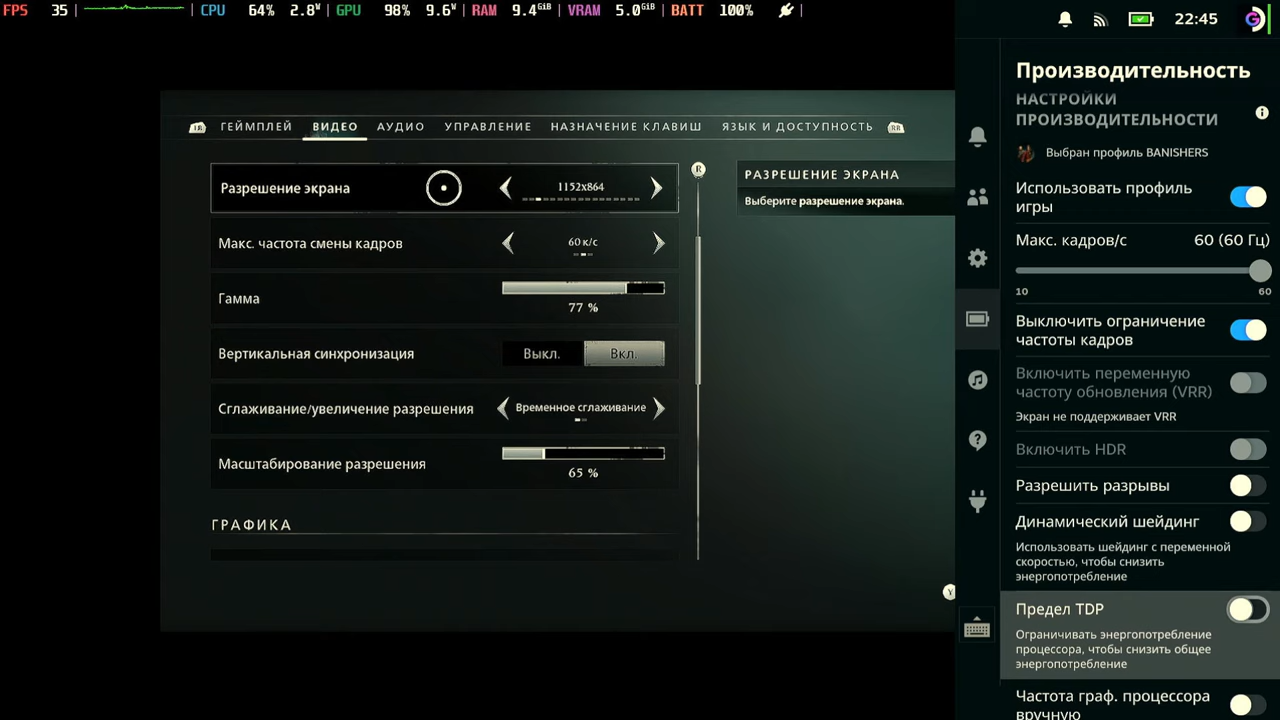 FPS 35 CPU 64% 2.8W GPU 98% 9.6W RAM 9.4GiB VRAM 5.0GiB BATT 100%
22:45
ГЕЙМПЛЕЙ ВИДЕО АУДИО УПРАВЛЕНИЕ НАЗНАЧЕНИЕ КЛАВИШ ЯЗЫК И ДОСТУПНОСТЬ
Разрешение экрана
1152x864
R
Макс. частота смены кадров
60 к/с
Гамма
77 %
Вертикальная синхронизация
Выкл. Вкл.
Сглаживание/увеличение разрешения
Временное сглаживание
Масштабирование разрешения
65 %
ГРАФИКА
РАЗРЕШЕНИЕ ЭКРАНА
Выберите разрешение экрана.
Y
Производительность
НАСТРОЙКИ
ПРОИЗВОДИТЕЛЬНОСТИ
Выбран профиль BANISHERS
Использовать профиль
игры
Макс. кадров/с 60 (60 Гц)
10 60
Выключить ограничение
частоты кадров
Включить переменную
частоту обновления (VRR)
Экран не поддерживает VRR
Включить HDR
Разрешить разрывы
Динамический шейдинг
Использовать шейдинг с переменной
скоростью, чтобы снизить
энергопотребление
Предел TDP
Ограничивать энергопотребление
процессора, чтобы снизить общее
энергопотребление
Частота граф. процессора
вручную